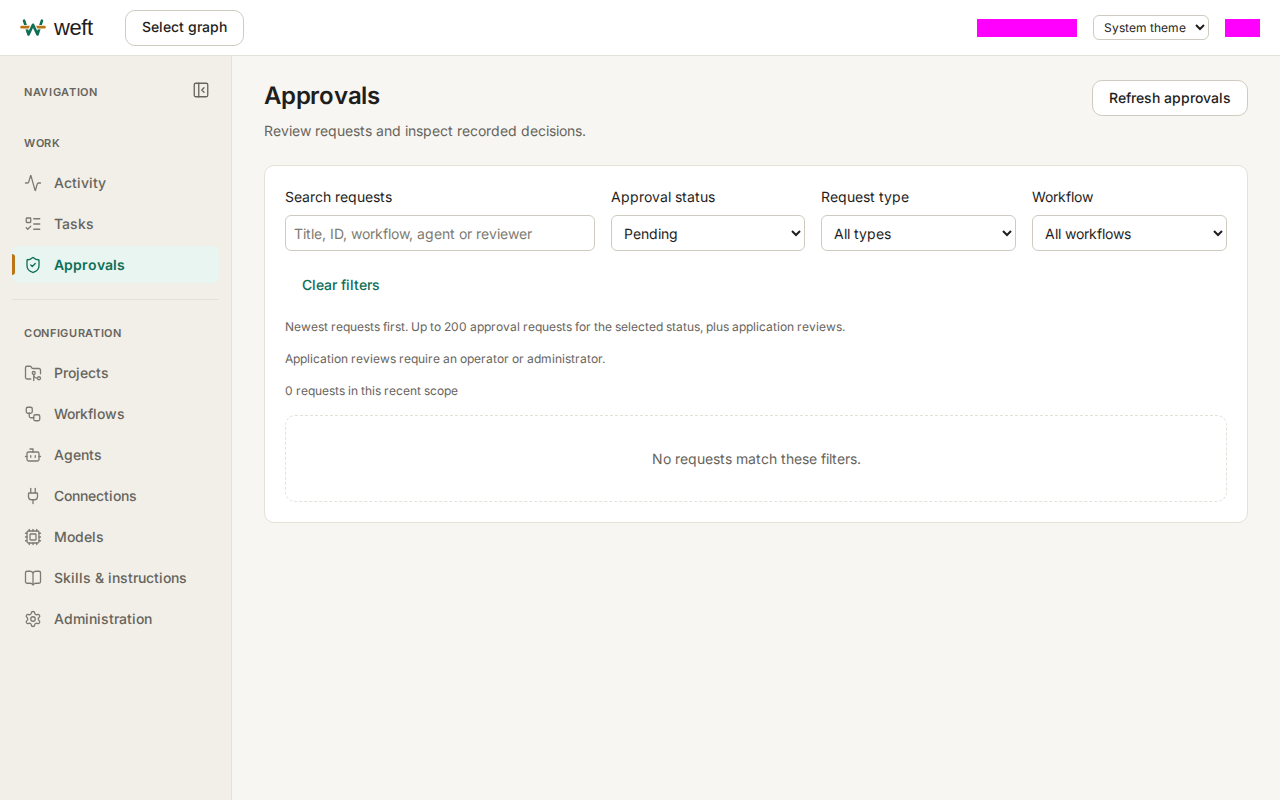 weft
Select graph
System theme
NAVIGATION
WORK
Activity
Tasks
Approvals
CONFIGURATION
Projects
Workflows
Agents
Connections
Models
Skills & instructions
Administration
Approvals
Refresh approvals
Review requests and inspect recorded decisions.
Search requests
Approval status
Request type
Workflow
Title, ID, workflow, agent or reviewer
Pending
All types
All workflows
Clear filters
Newest requests first. Up to 200 approval requests for the selected status, plus application reviews.
Application reviews require an operator or administrator.
0 requests in this recent scope
No requests match these filters.